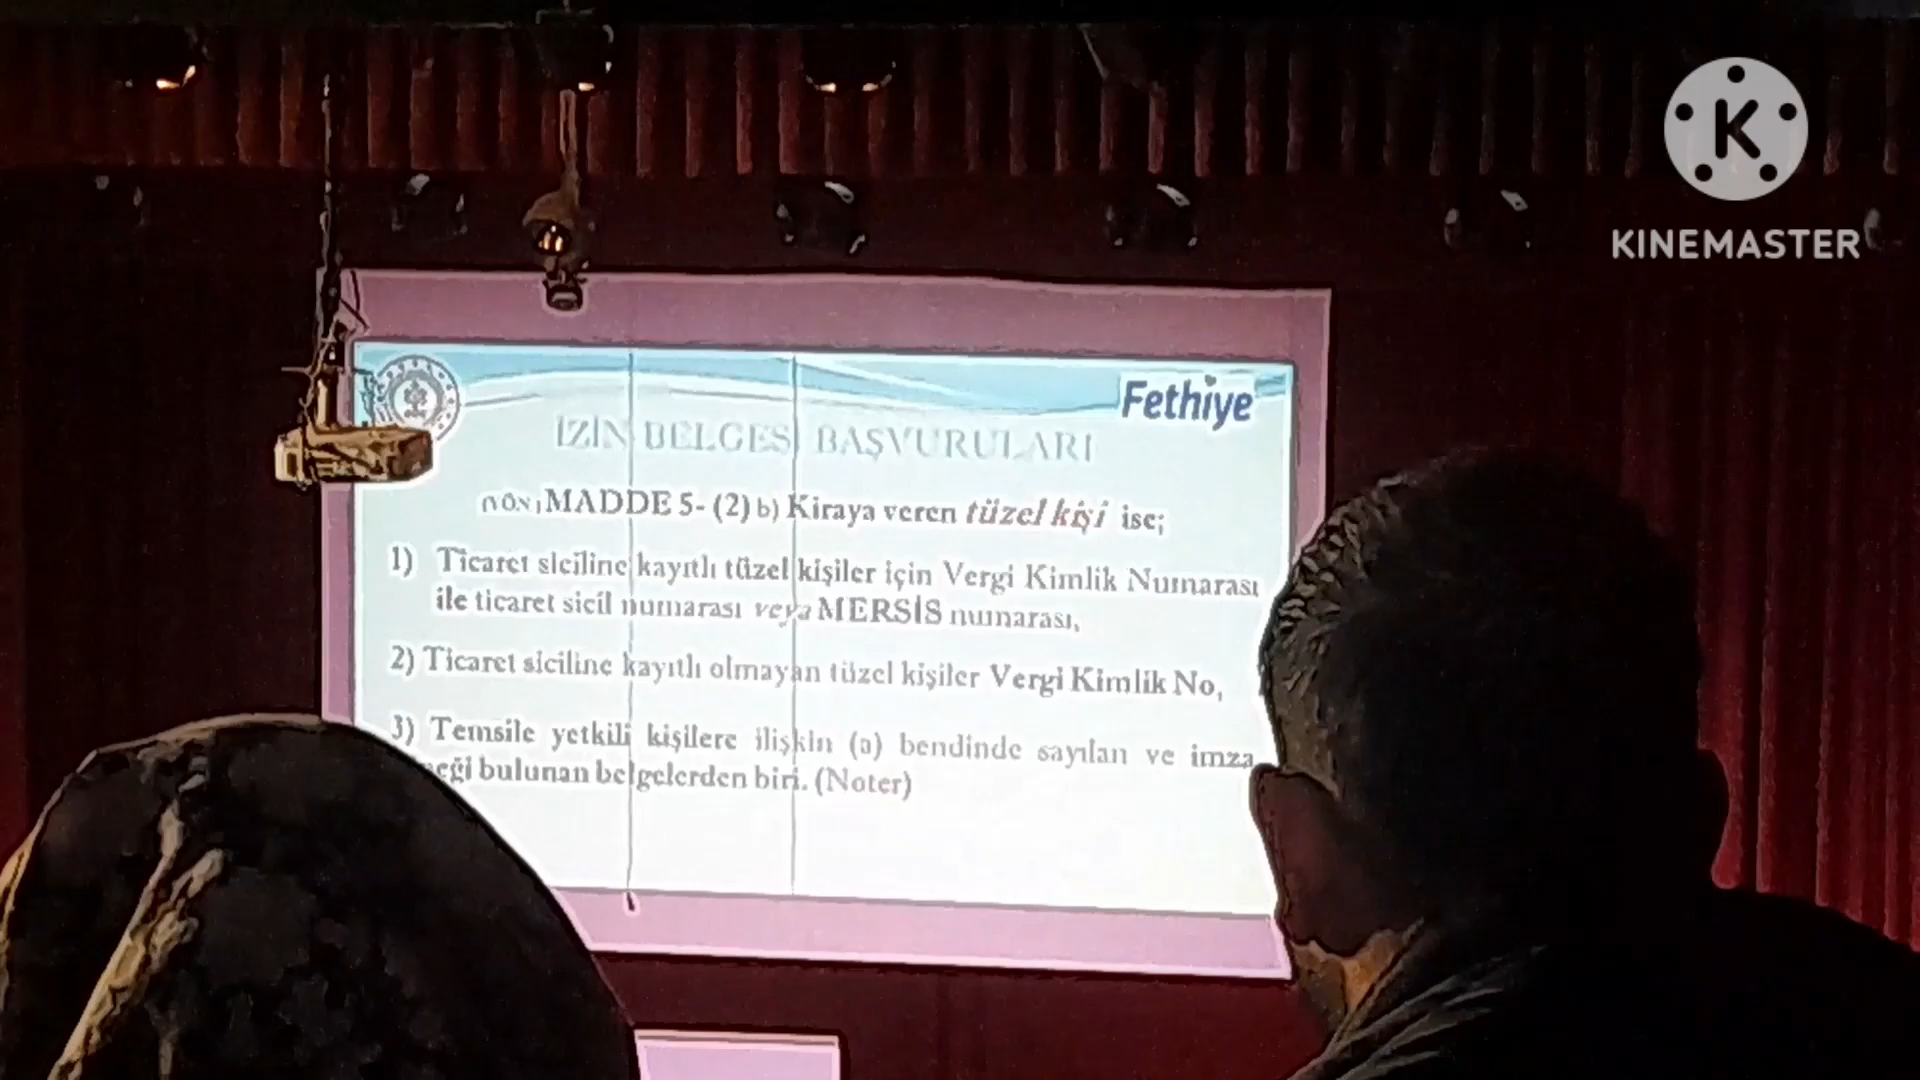 KINEMASTER
Fethiye
İZİN BELGESİ BAŞVURULARI
MADDE 5- (2) b) Kiraya veren tüzel kişi ise;
1) Ticaret siciline kayıtlı tüzel kişiler için Vergi Kimlik Numarası
ile ticaret sicil numarası veya MERSİS numarası,
2) Ticaret siciline kayıtlı olmayan tüzel kişiler Vergi Kimlik No,
3) Temsile yetkili kişilere ilişkin (a) bendinde sayılan ve imza
bulunan belgelerden biri. (Noter)